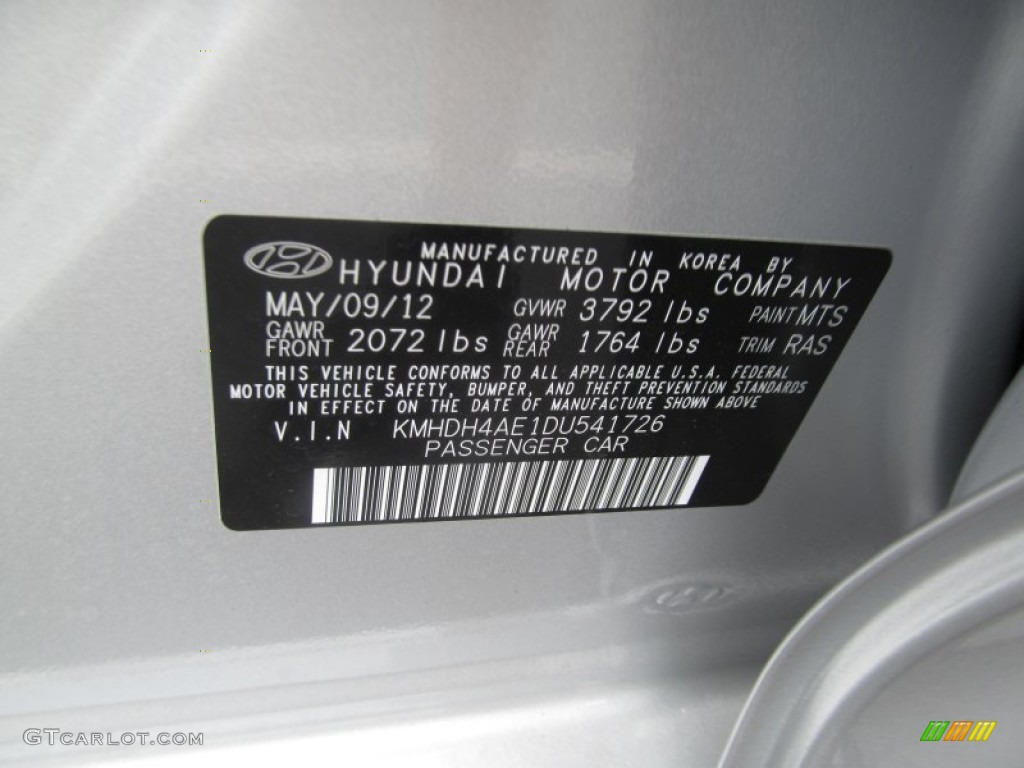 MANUFACTURED IN KOREA BY
HYUNDAI MOTOR COMPANY
MAY/09/12 GVWR 3792 lbs PAINT MTS
GAWR FRONT 2072 lbs GAWR REAR 1764 lbs TRIM RAS
THIS VEHICLE CONFORMS TO ALL APPLICABLE U.S.A. FEDERAL
MOTOR VEHICLE SAFETY, BUMPER, AND THEFT PREVENTION STANDARDS
IN EFFECT ON THE DATE OF MANUFACTURE SHOWN ABOVE
V.I.N KMHDH4AE1DU541726
PASSENGER CAR
GTCARLOT.COM